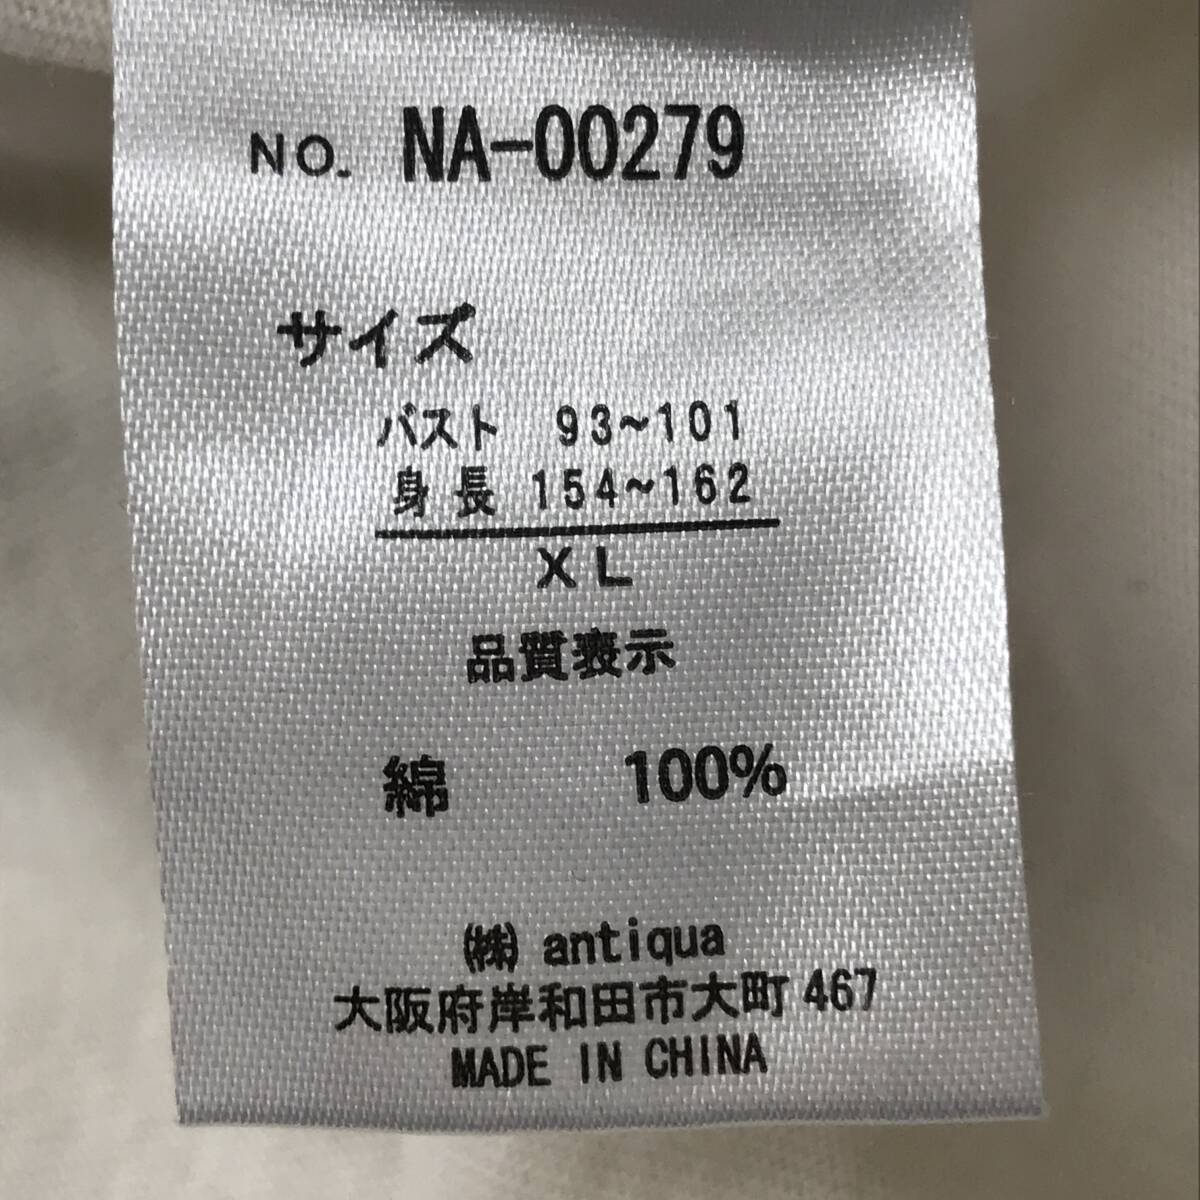 NO. NA-00279
サイズ
バスト 93~101
身長 154~162
XL
品質表示
綿 100%
㈱ antiqua
大阪府岸和田市大町467
MADE IN CHINA